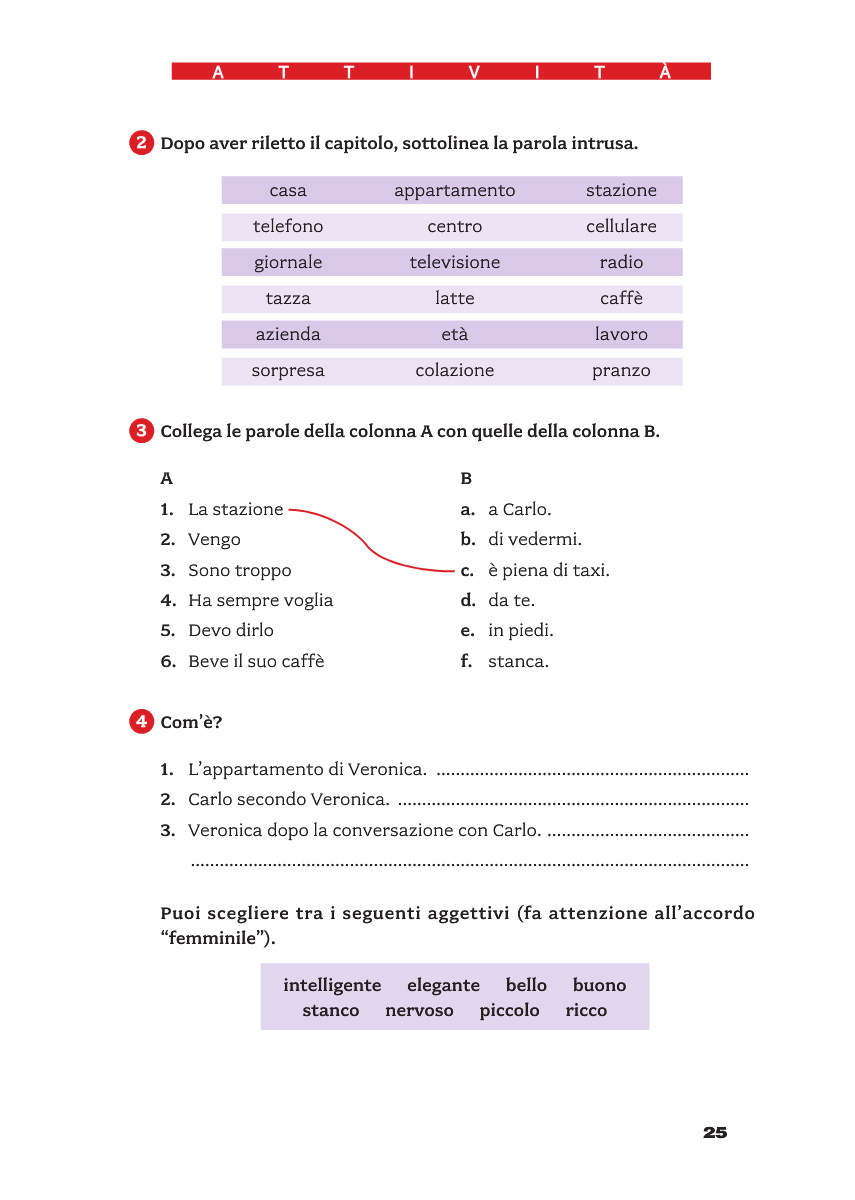 A T T I V I T À
2 Dopo aver riletto il capitolo, sottolinea la parola intrusa.
casa appartamento stazione
telefono centro cellulare
giornale televisione radio
tazza latte caffè
azienda età lavoro
sorpresa colazione pranzo
3 Collega le parole della colonna A con quelle della colonna B.
A B
1. La stazione a. a Carlo.
2. Vengo b. di vedermi.
3. Sono troppo c. è piena di taxi.
4. Ha sempre voglia d. da te.
5. Devo dirlo e. in piedi.
6. Beve il suo caffè f. stanca.
4 Com’è?
1. L’appartamento di Veronica. ................................................................
2. Carlo secondo Veronica. ........................................................................
3. Veronica dopo la conversazione con Carlo. ..........................................
...................................................................................................................
Puoi scegliere tra i seguenti aggettivi (fa attenzione all’accordo
“femminile”).
intelligente elegante bello buono
stanco nervoso piccolo ricco
25